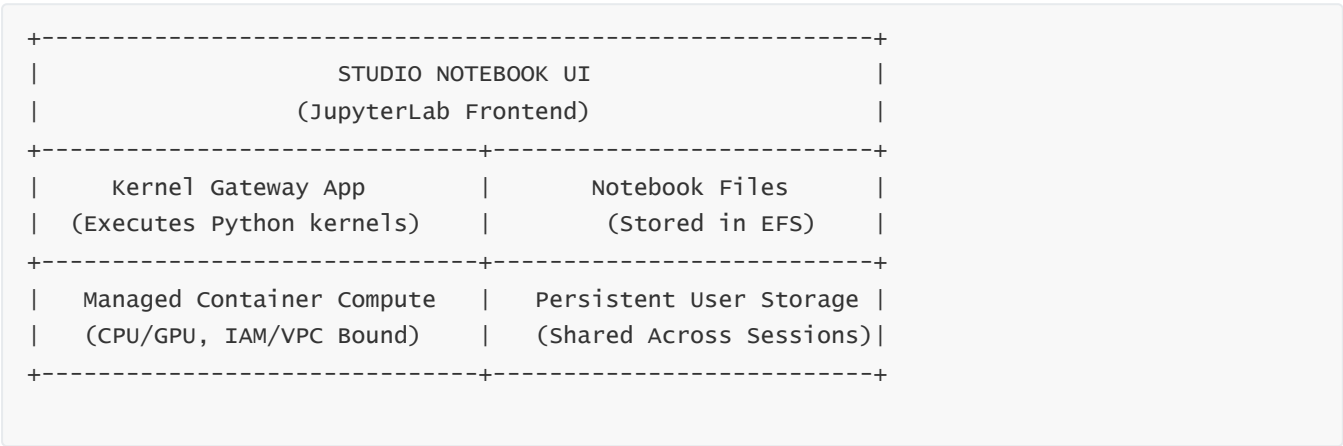 +-----------------------------------------------------------+
|                     STUDIO NOTEBOOK UI                    |
|                  (JupyterLab Frontend)                    |
+-------------------------------+---------------------------+
|     Kernel Gateway App        |       Notebook Files      |
|  (Executes Python kernels)    |        (Stored in EFS)    |
+-------------------------------+---------------------------+
|   Managed Container Compute   |   Persistent User Storage |
|   (CPU/GPU, IAM/VPC Bound)    |   (Shared Across Sessions)|
+-------------------------------+---------------------------+